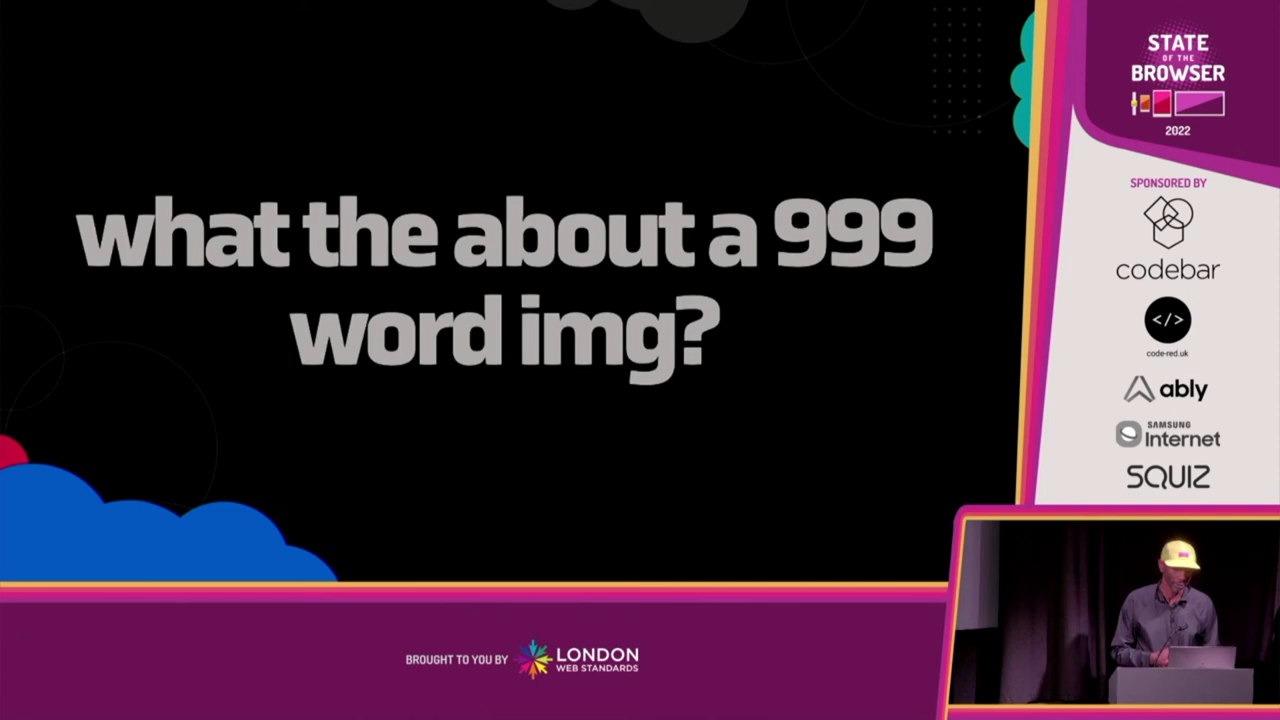 what the about a 999
word img?
STATE
OF THE
BROWSER
2022
SPONSORED BY
codebar
</>
code-red.uk
ably
SAMSUNG
Internet
SQUIZ
BROUGHT TO YOU BY
LONDON
WEB STANDARDS